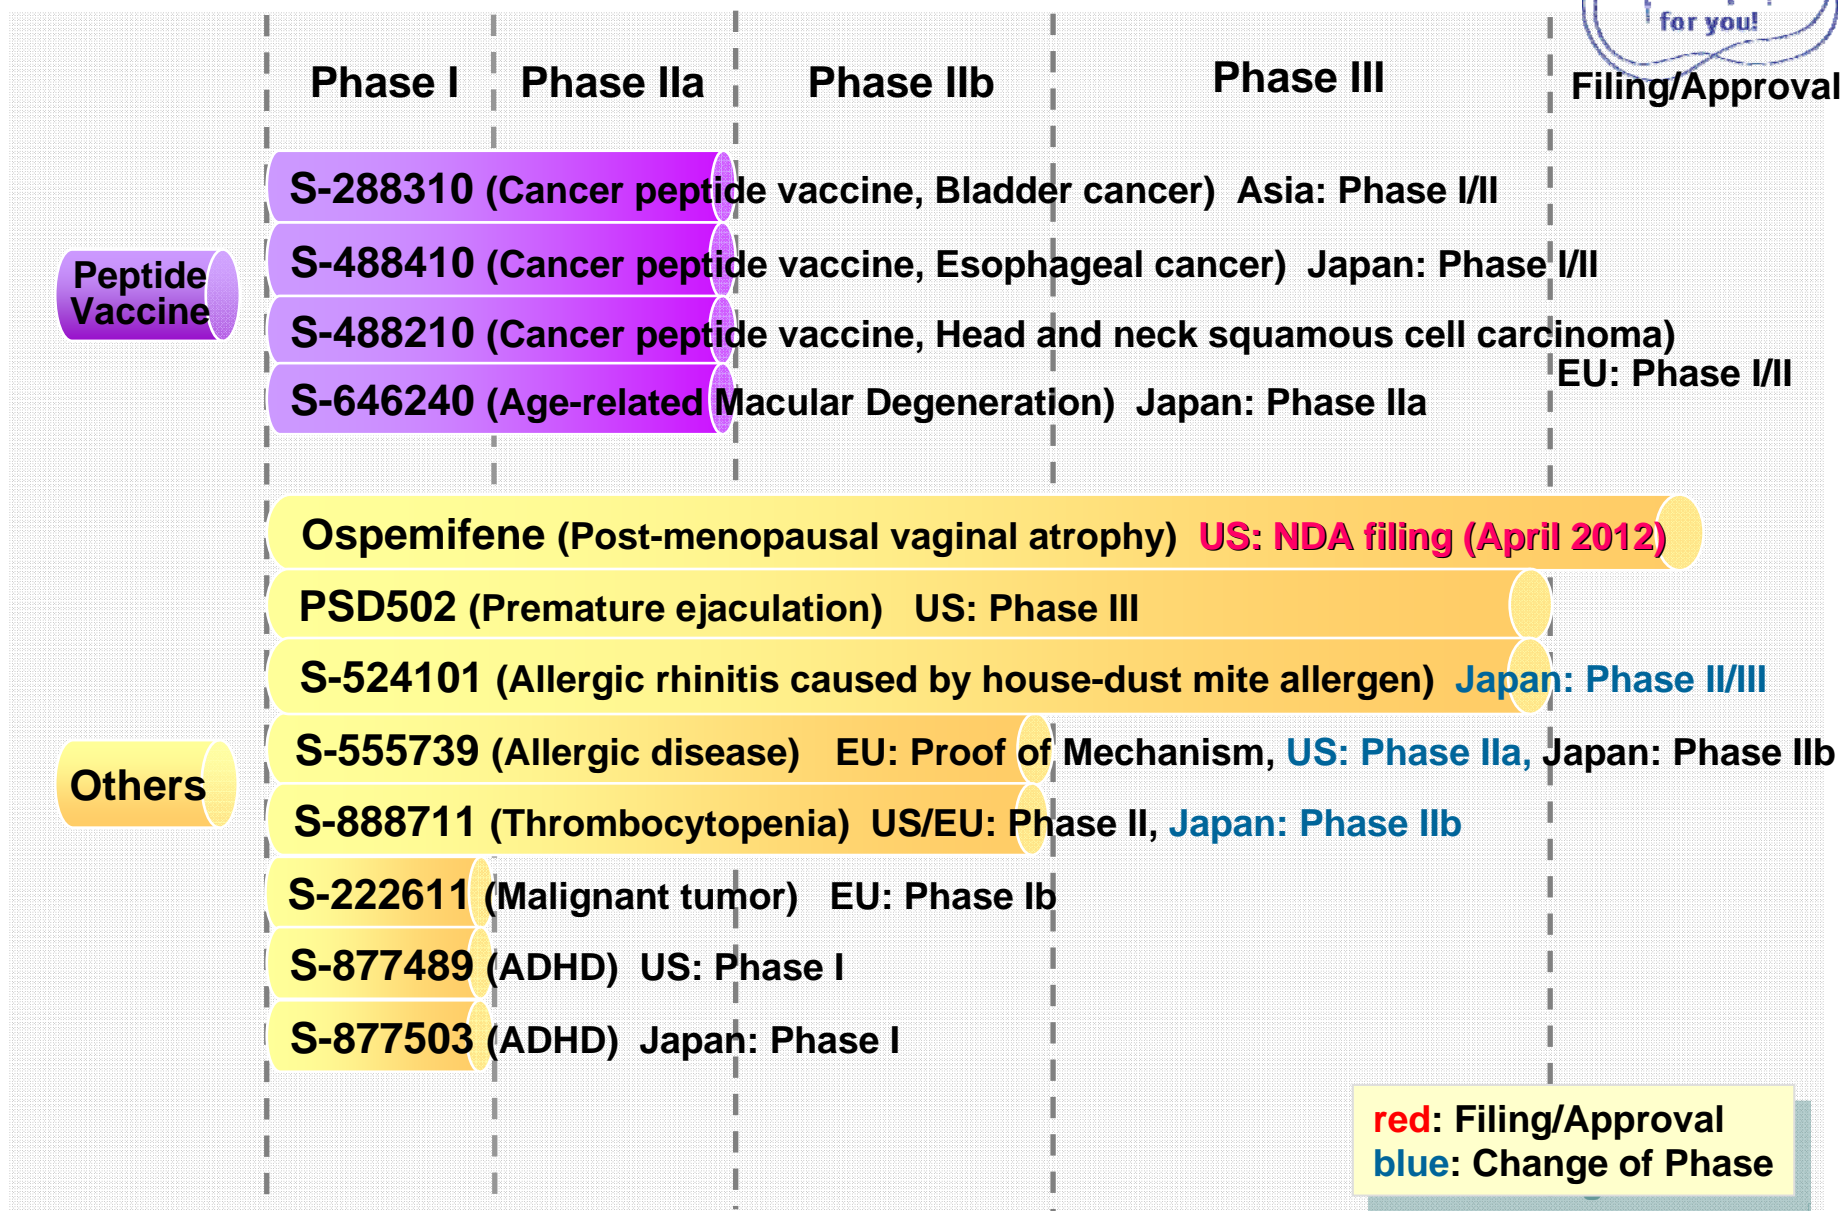 for you!
Phase I Phase IIa Phase IIb Phase III Filing/Approval
S-288310 (Cancer peptide vaccine, Bladder cancer) Asia: Phase I/II
S-488410 (Cancer peptide vaccine, Esophageal cancer) Japan: Phase I/II
Peptide
Vaccine
S-488210 (Cancer peptide vaccine, Head and neck squamous cell carcinoma)
EU: Phase I/II
S-646240 (Age-related Macular Degeneration) Japan: Phase IIa
Ospemifene (Post-menopausal vaginal atrophy) US: NDA filing (April 2012)
PSD502 (Premature ejaculation) US: Phase III
S-524101 (Allergic rhinitis caused by house-dust mite allergen) Japan: Phase II/III
S-555739 (Allergic disease) EU: Proof of Mechanism, US: Phase IIa, Japan: Phase IIb
Others
S-888711 (Thrombocytopenia) US/EU: Phase II, Japan: Phase IIb
S-222611 (Malignant tumor) EU: Phase Ib
S-877489 (ADHD) US: Phase I
S-877503 (ADHD) Japan: Phase I
red: Filing/Approval
blue: Change of Phase